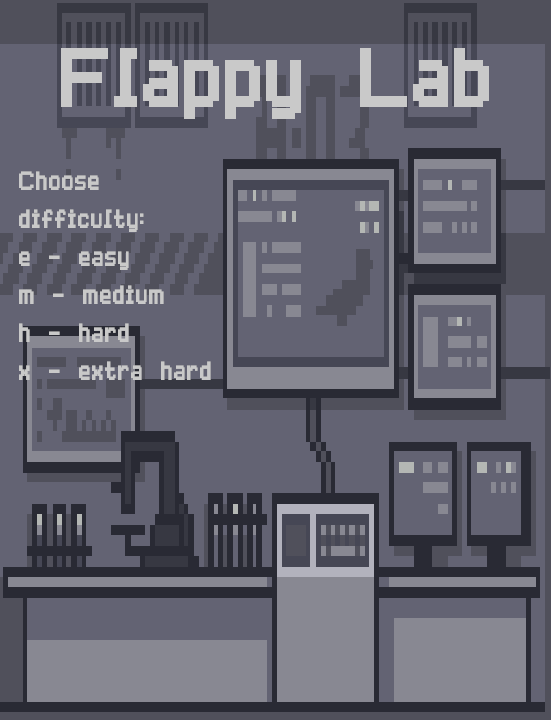 Flappy Lab
Choose
difficulty:
e - easy
m - medium
h - hard
x - extra hard